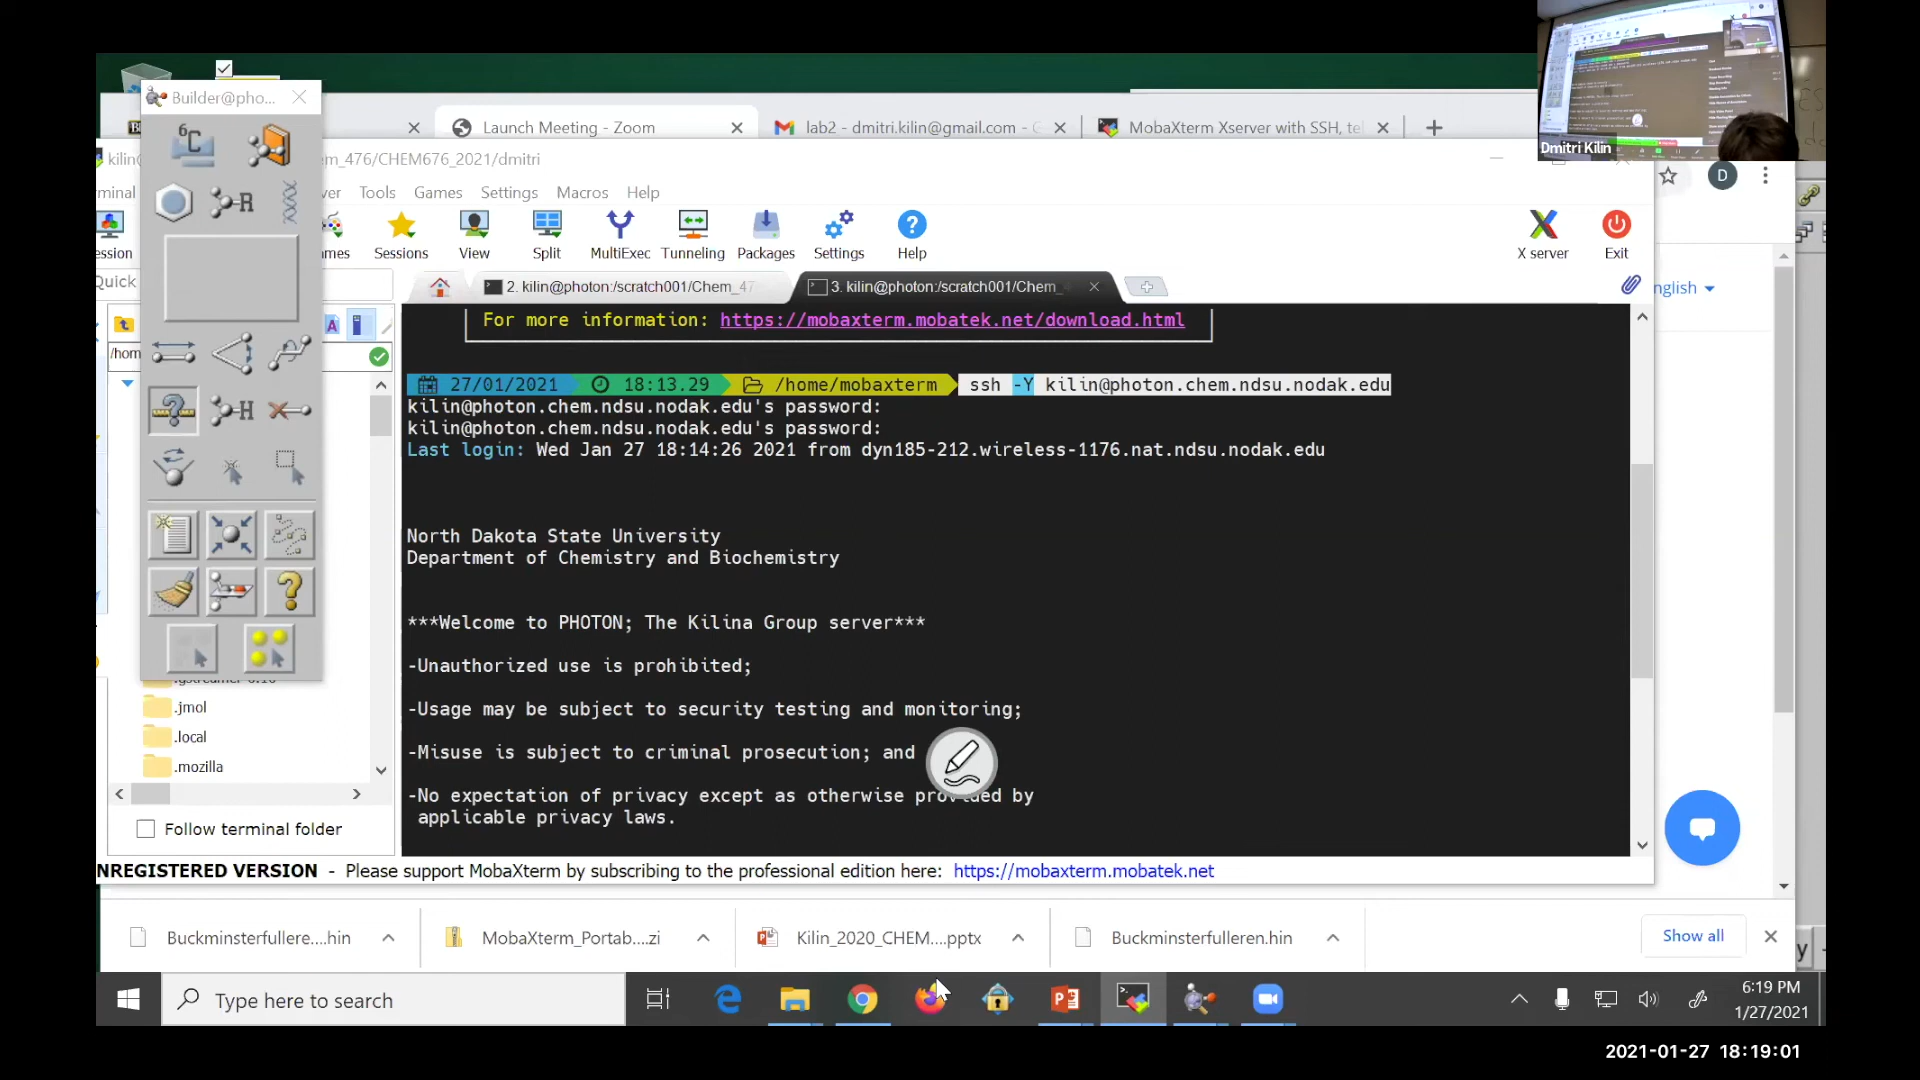 Dmitri Kilin
Builder@pho...
Launch Meeting - Zoom
lab2 - dmitri.kilin@gmail.com - G
MobaXterm Xserver with SSH, te
kilin@
m_476/CHEM676_2021/dmitri
Tools
Games
Settings
Macros
Help
6C
R
Sessions
View
Split
MultiExec
Tunneling
Packages
Settings
Help
X server
Exit
Quick
2. kilin@photon:/scratch001/Chem_47
3. kilin@photon:/scratch001/Chem_4
nglish
D
/hom
For more information: https://mobaxterm.mobatek.net/download.html
27/01/2021 18:13.29 /home/mobaxterm ssh -Y kilin@photon.chem.ndsu.nodak.edu
kilin@photon.chem.ndsu.nodak.edu's password:
kilin@photon.chem.ndsu.nodak.edu's password:
Last login: Wed Jan 27 18:14:26 2021 from dyn185-212.wireless-1176.nat.ndsu.nodak.edu
North Dakota State University
Department of Chemistry and Biochemistry
***Welcome to PHOTON; The Kilina Group server***
-Unauthorized use is prohibited;
-Usage may be subject to security testing and monitoring;
-Misuse is subject to criminal prosecution; and
-No expectation of privacy except as otherwise provided by
applicable privacy laws.
H
.jmol
.local
.mozilla
Follow terminal folder
NREGISTERED VERSION - Please support MobaXterm by subscribing to the professional edition here: https://mobaxterm.mobatek.net
Buckminsterfullere....hin
MobaXterm_Portab....zi
Kilin_2020_CHEM....pptx
Buckminsterfulleren.hin
Show all
Type here to search
6:19 PM
1/27/2021
2021-01-27 18:19:01